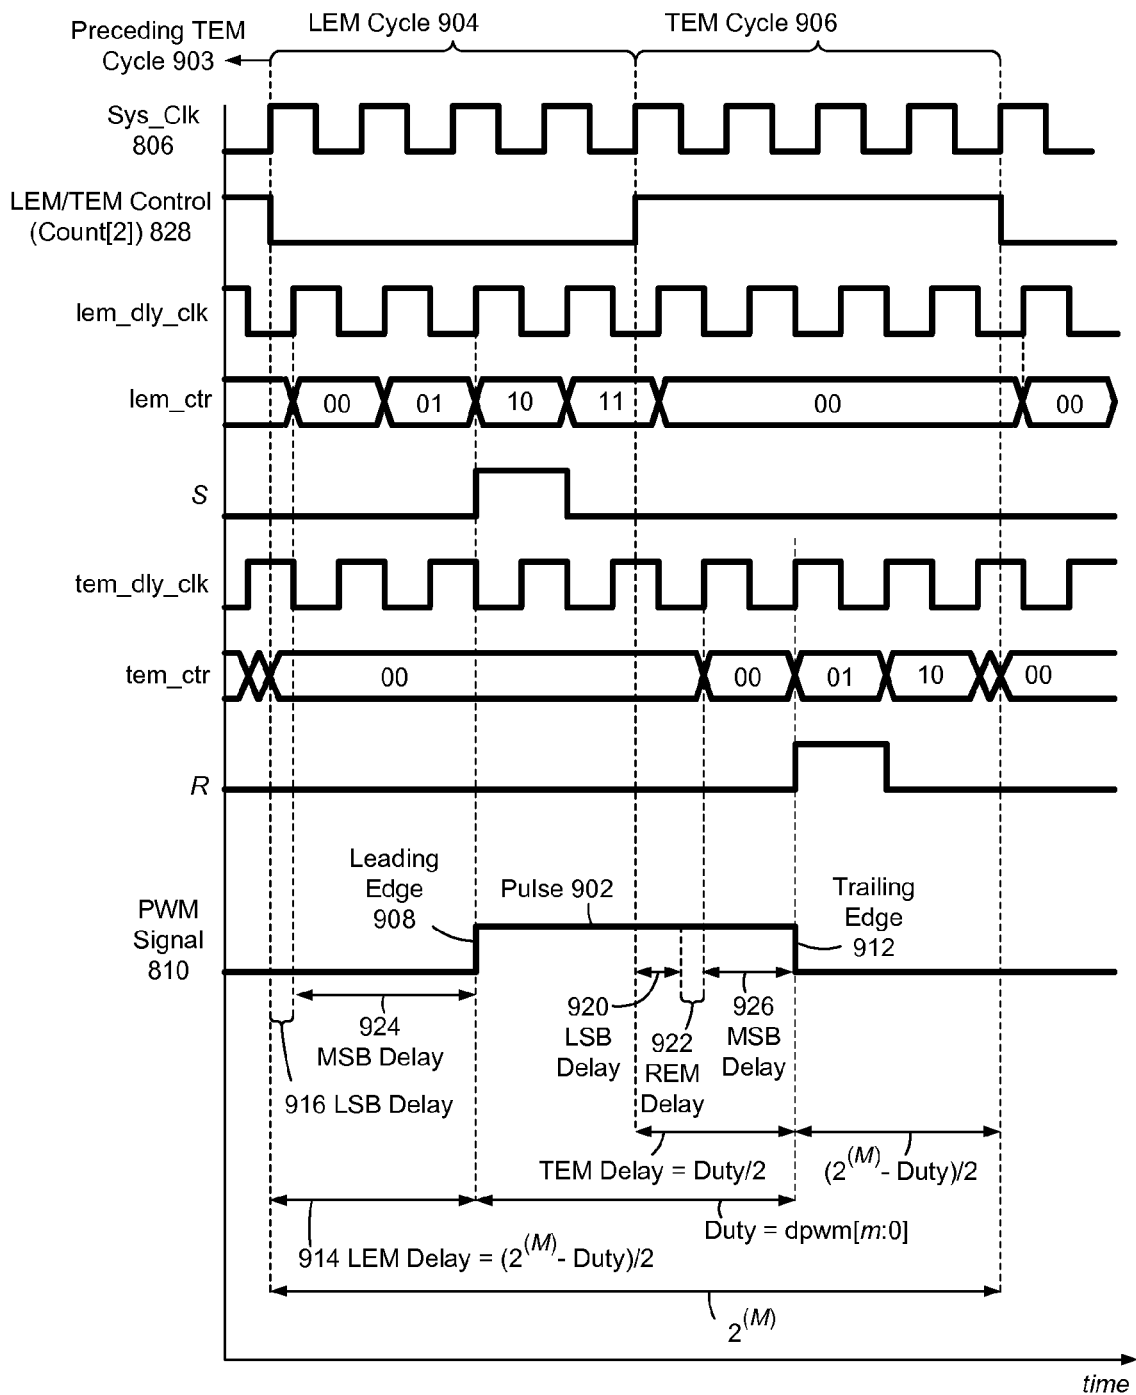 Preceding TEM
Cycle 903
LEM Cycle 904
TEM Cycle 906
Sys_Clk
806
LEM/TEM Control
(Count[2]) 828
lem_dly_clk
lem_ctr
00
01
10
11
00
00
S
tem_dly_clk
tem_ctr
00
00
01
10
00
R
Leading
Edge
908
Pulse 902
Trailing
Edge
912
PWM
Signal
810
924
MSB Delay
916 LSB Delay
920
LSB
Delay
922
REM
Delay
926
MSB
Delay
TEM Delay = Duty/2
(2^(M) - Duty)/2
Duty = dpwm[m:0]
914 LEM Delay = (2^(M) - Duty)/2
2^(M)
time